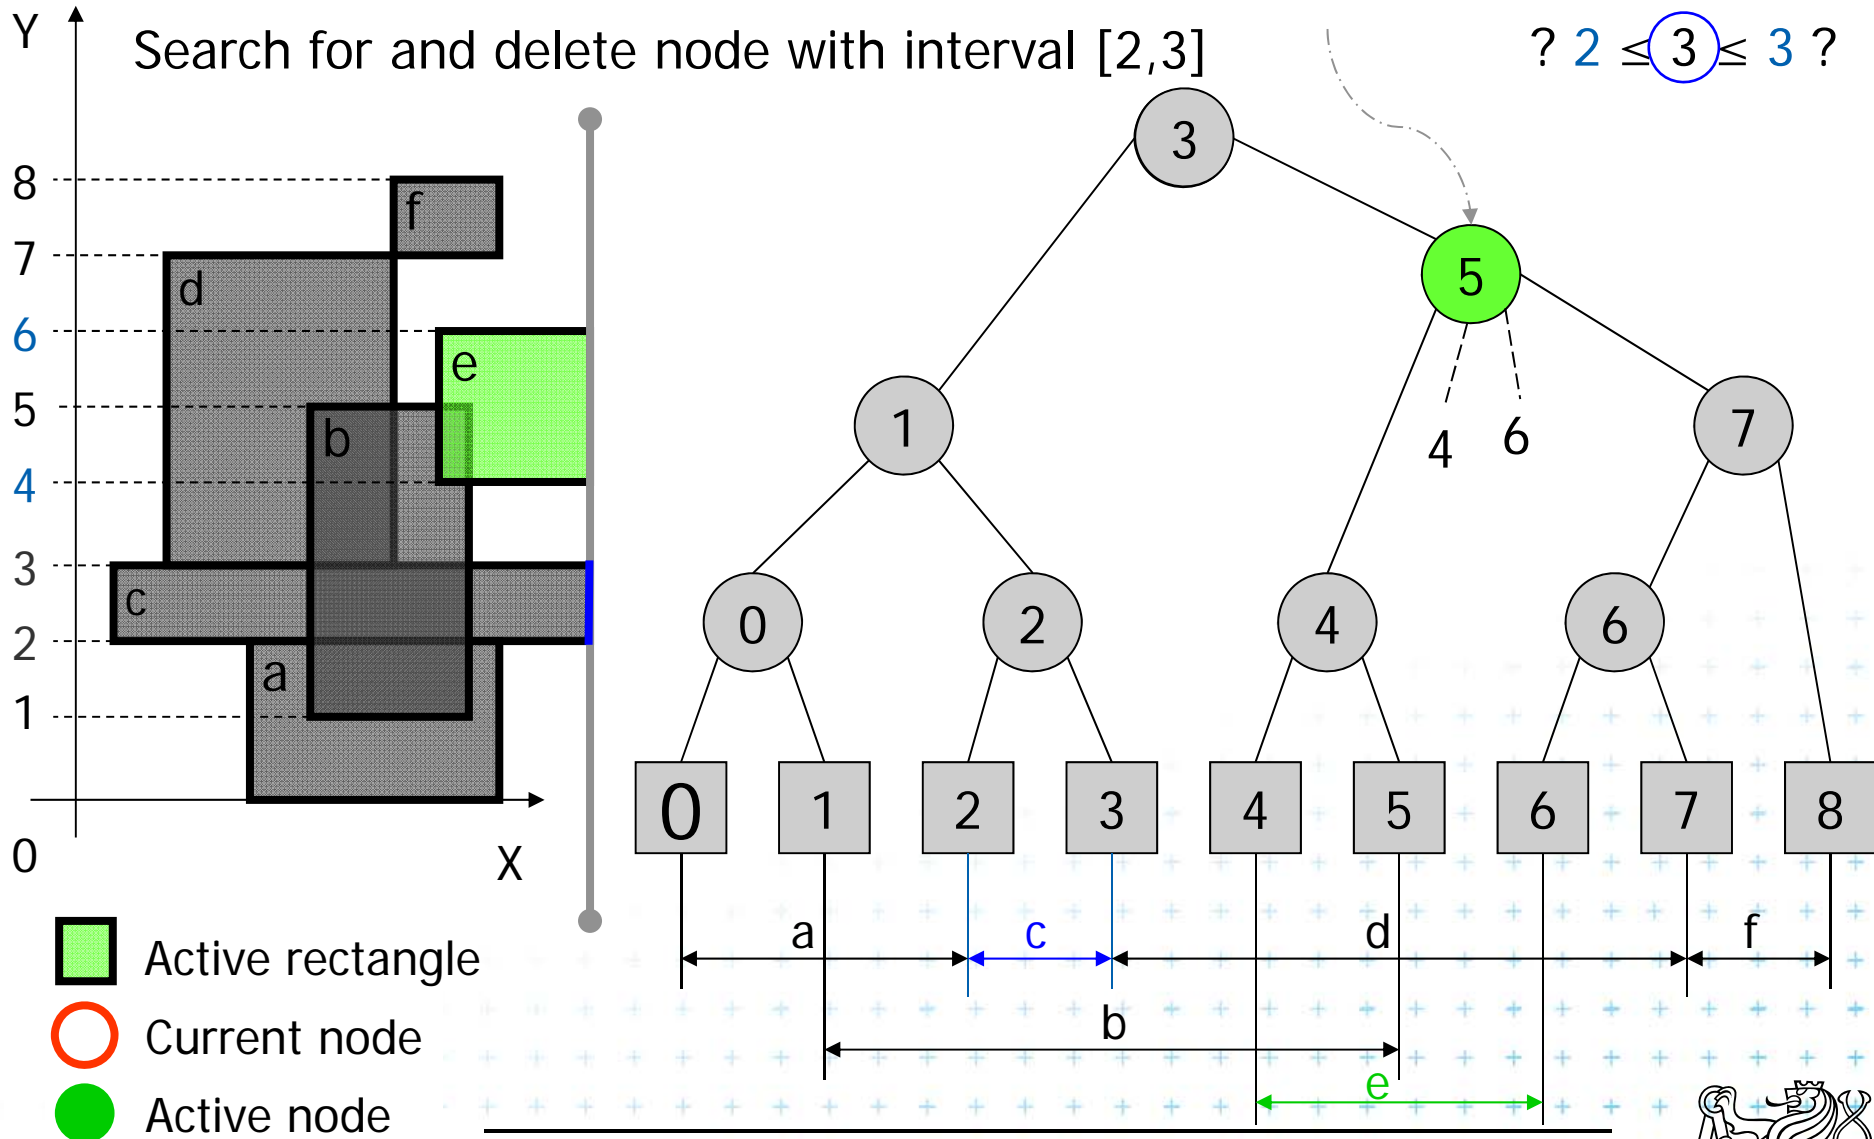 Y
Search for and delete node with interval [2,3]
? 2 ≤ 3 ≤ 3 ?
3
8
f
7
d
5
6
e
5
b
1
4
6
7
4
3
c
0
2
4
6
2
a
1
0
1
2
3
4
5
6
7
8
0
X
a
c
d
f
Active rectangle
b
Current node
e
Active node